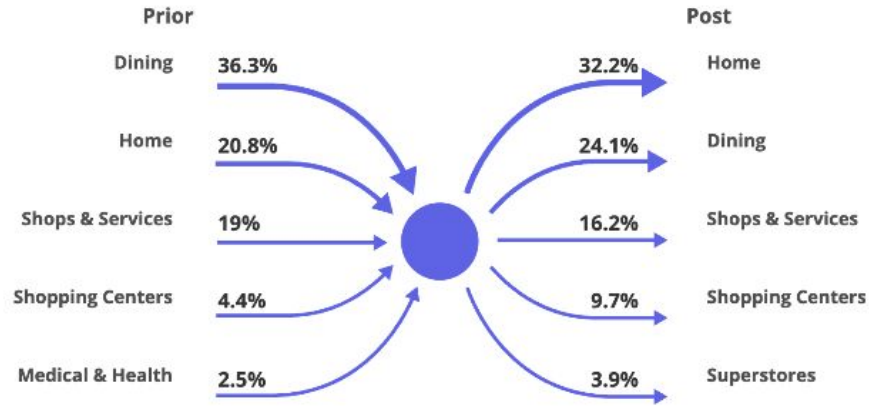 Prior Post
Dining 36.3% 32.2% Home
Home 20.8% 24.1% Dining
Shops & Services 19% 16.2% Shops & Services
Shopping Centers 4.4% 9.7% Shopping Centers
Medical & Health 2.5% 3.9% Superstores